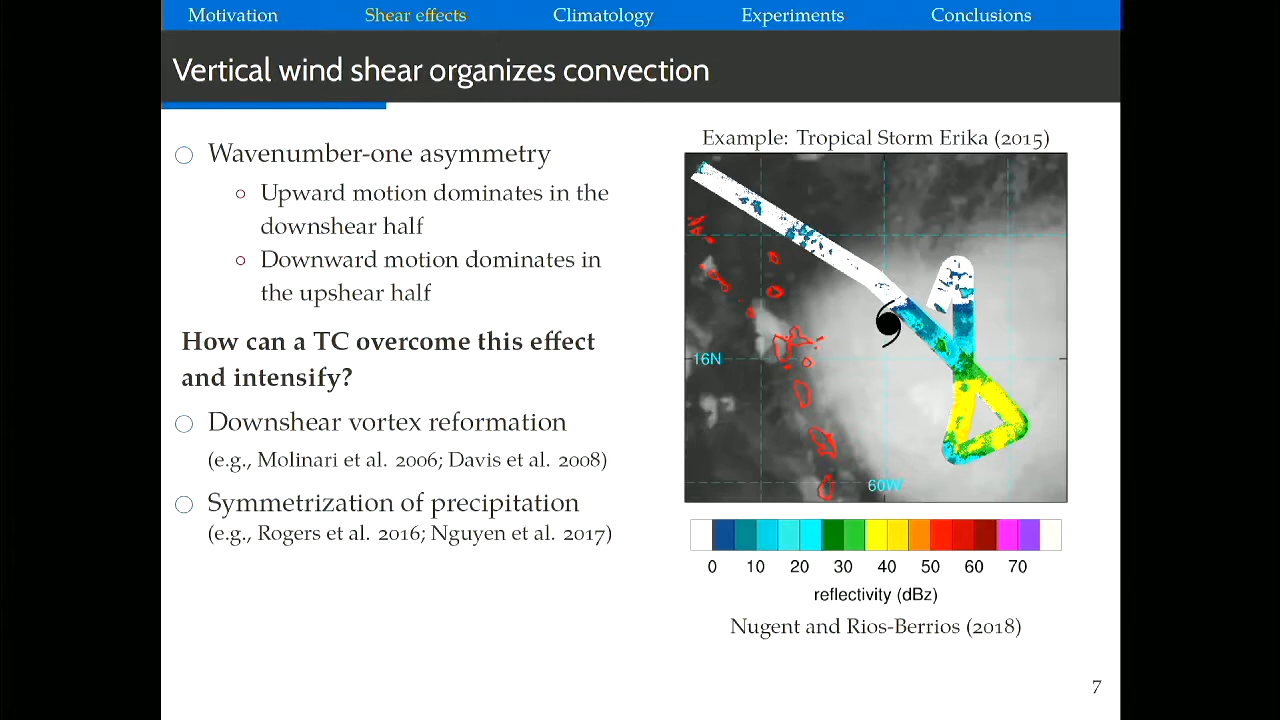 Motivation Shear effects Climatology Experiments Conclusions
Vertical wind shear organizes convection
Wavenumber-one asymmetry
Upward motion dominates in the
downshear half
Downward motion dominates in
the upshear half
How can a TC overcome this effect
and intensify?
Downshear vortex reformation
(e.g., Molinari et al. 2006; Davis et al. 2008)
Symmetrization of precipitation
(e.g., Rogers et al. 2016; Nguyen et al. 2017)
Example: Tropical Storm Erika (2015)
16N
60W
0 10 20 30 40 50 60 70
reflectivity (dBz)
Nugent and Rios-Berrios (2018)
7